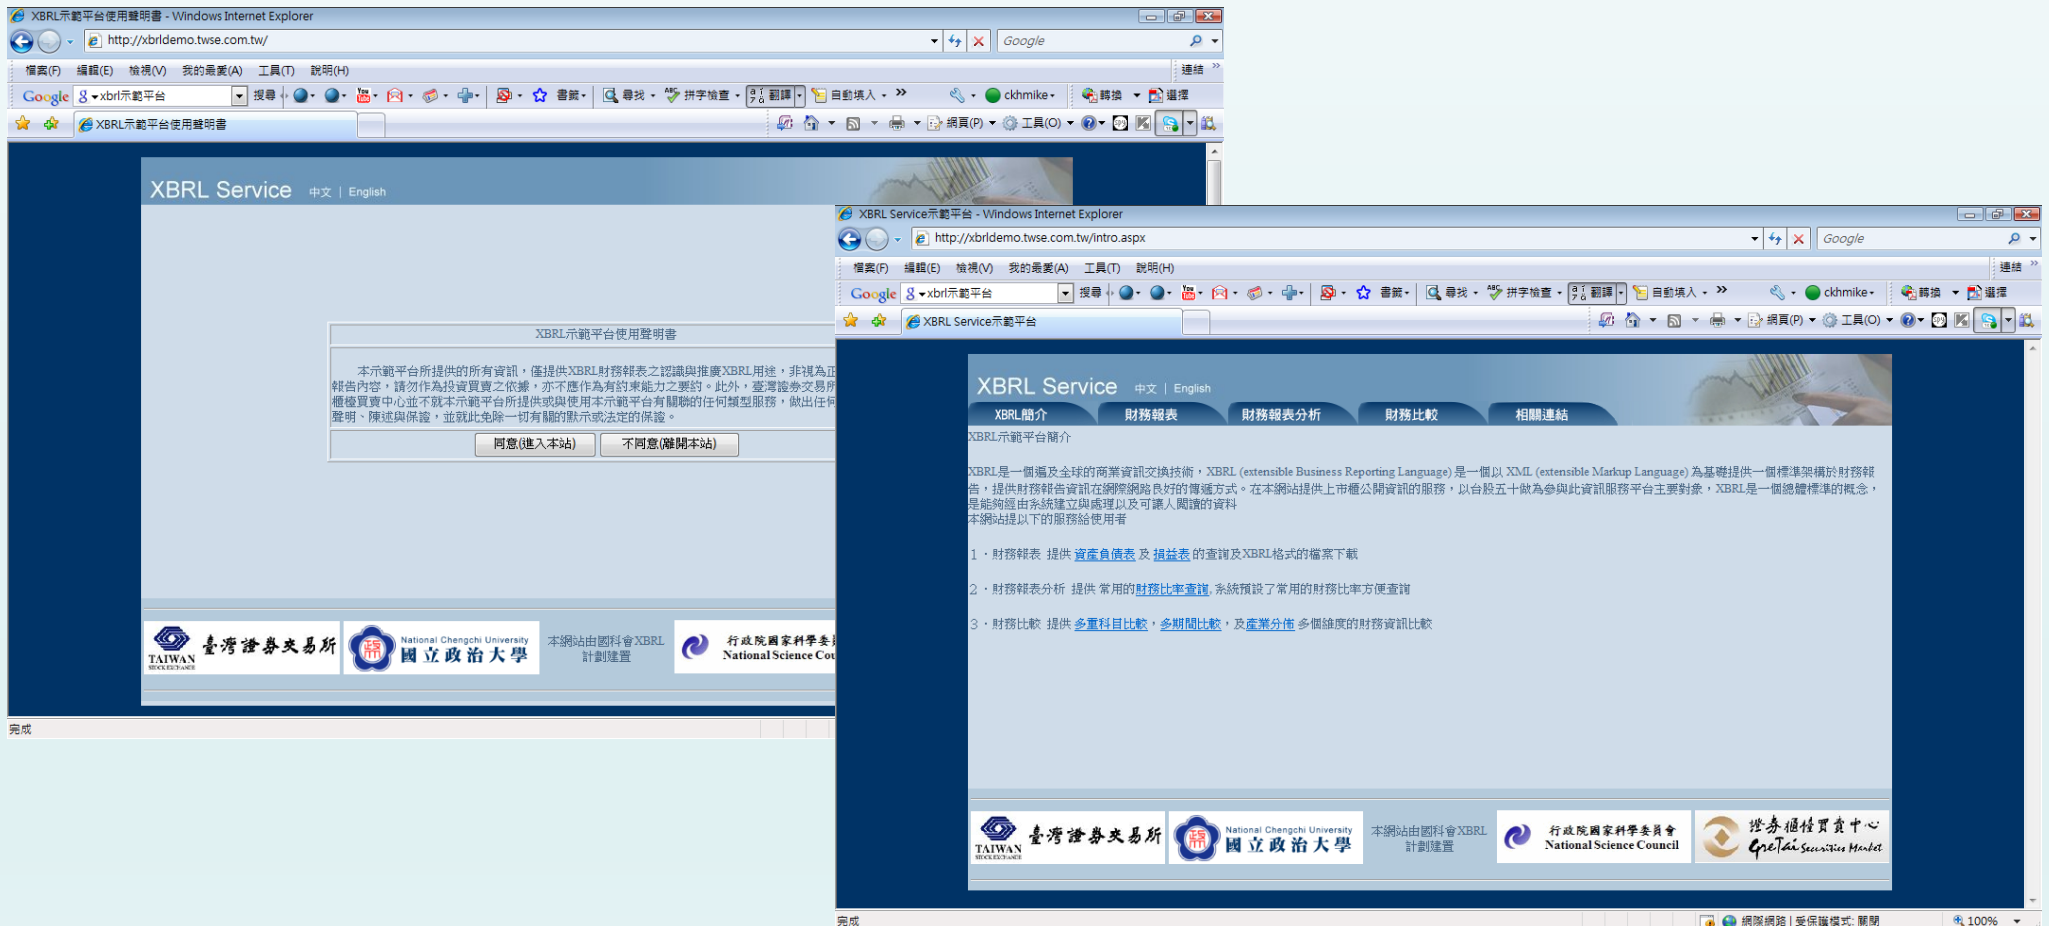 XBRL示範平台使用聲明書 - Windows Internet Explorer
http://xbrldemo.twse.com.tw/
Google
檔案(F) 編輯(E) 檢視(V) 我的最愛(A) 工具(T) 說明(H)
連結
Google xbrl示範平台 搜尋 書籤 尋找 拼字檢查 翻譯 自動填入 ckhmike 轉換 選擇
XBRL示範平台使用聲明書
網頁(P) 工具(O)
XBRL Service 中文 | English
XBRL示範平台使用聲明書
本示範平台所提供的所有資訊，僅提供XBRL財務報表之認識與推廣XBRL用途，非視為正
報告內容，請勿作為投資買賣之依據，亦不應作為有約束能力之要約。此外，臺灣證券交易所
櫃檯買賣中心並不就本示範平台所提供或與使用本示範平台有關聯的任何類型服務，做出任何
聲明、陳述與保證，並就此免除一切有關的默示或法定的保證。
同意(進入本站) 不同意(離開本站)
TAIWAN
STOCK EXCHANGE
臺灣證券交易所
National Chengchi University
國立政治大學
本網站由國科會XBRL
計劃建置
行政院國家科學委
National Science Cou
完成
XBRL Service示範平台 - Windows Internet Explorer
http://xbrldemo.twse.com.tw/intro.aspx
Google
檔案(F) 編輯(E) 檢視(V) 我的最愛(A) 工具(T) 說明(H)
連結
Google xbrl示範平台 搜尋 書籤 尋找 拼字檢查 翻譯 自動填入 ckhmike 轉換 選擇
XBRL Service示範平台
網頁(P) 工具(O)
XBRL Service 中文 | English
XBRL簡介 財務報表 財務報表分析 財務比較 相關連結
XBRL示範平台簡介
XBRL是一個遍及全球的商業資訊交換技術，XBRL (extensible Business Reporting Language) 是一個以 XML (extensible Markup Language) 為基礎提供一個標準架構於財務報
告，提供財務報告資訊在網際網路良好的傳遞方式。在本網站提供上市櫃公開資訊的服務，以台股五十做為參與此資訊服務平台主要對象，XBRL是一個總體標準的概念，
是能夠經由系統建立與處理以及可讓人閱讀的資料
本網站提以下的服務給使用者
1．財務報表 提供 資產負債表 及 損益表 的查詢及XBRL格式的檔案下載
2．財務報表分析 提供 常用的財務比率查詢, 系統預設了常用的財務比率方便查詢
3．財務比較 提供 多重科目比較，多期間比較，及產業分佈 多個維度的財務資訊比較
TAIWAN
STOCK EXCHANGE
臺灣證券交易所
National Chengchi University
國立政治大學
本網站由國科會XBRL
計劃建置
行政院國家科學委員會
National Science Council
證券櫃檯買賣中心
GreTai Securities Market
完成
網際網路 | 受保護模式: 關閉
100%